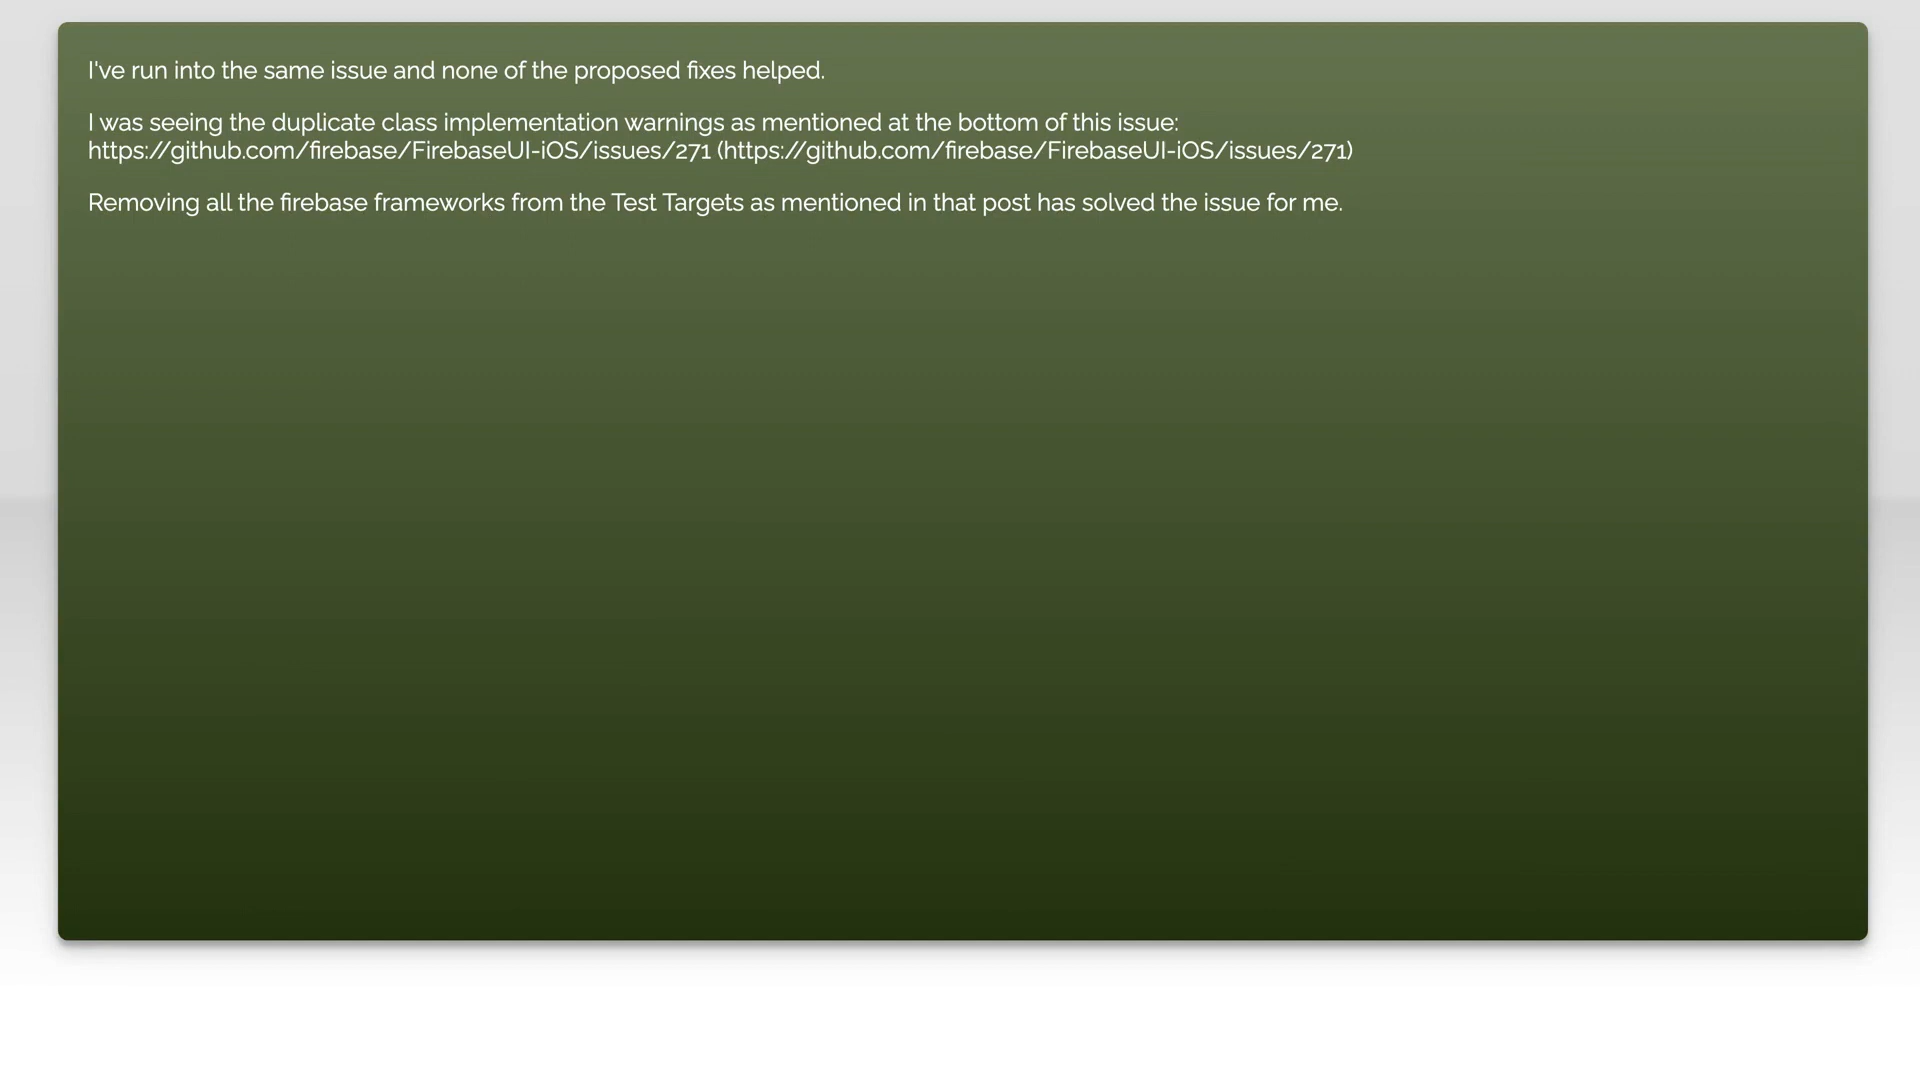 I've run into the same issue and none of the proposed fixes helped.
I was seeing the duplicate class implementation warnings as mentioned at the bottom of this issue:
https://github.com/firebase/FirebaseUI-iOS/issues/271 (https://github.com/firebase/FirebaseUI-iOS/issues/271)
Removing all the firebase frameworks from the Test Targets as mentioned in that post has solved the issue for me.